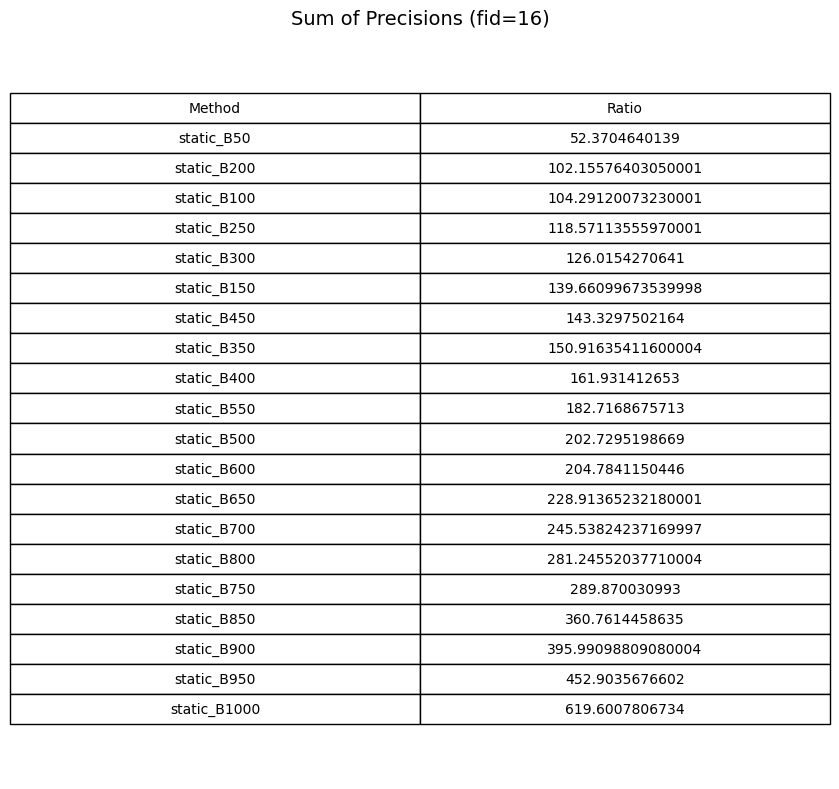 Sum of Precisions (fid=16)
Method Ratio
static_B50 52.3704640139
static_B200 102.15576403050001
static_B100 104.29120073230001
static_B250 118.57113555970001
static_B300 126.0154270641
static_B150 139.66099673539998
static_B450 143.3297502164
static_B350 150.91635411600004
static_B400 161.931412653
static_B550 182.7168675713
static_B500 202.7295198669
static_B600 204.7841150446
static_B650 228.91365232180001
static_B700 245.53824237169997
static_B800 281.24552037710004
static_B750 289.870030993
static_B850 360.7614458635
static_B900 395.99098809080004
static_B950 452.9035676602
static_B1000 619.6007806734